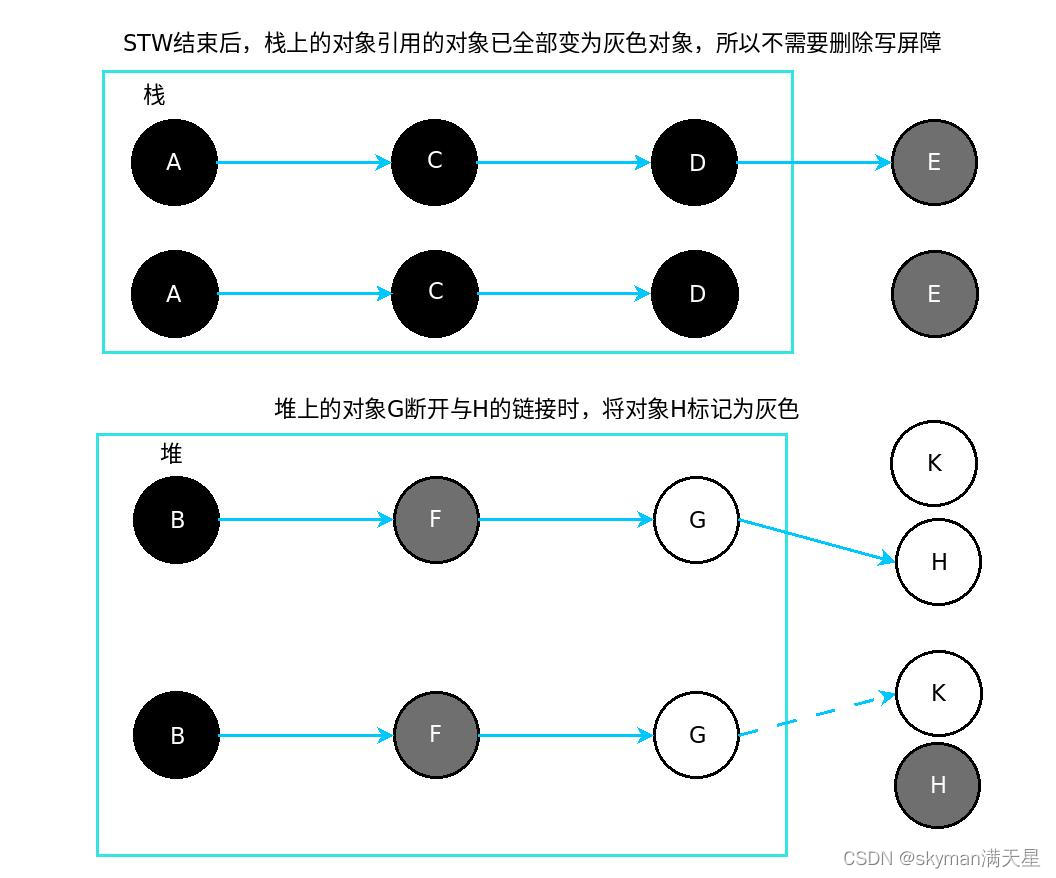 STW结束后，栈上的对象引用的对象已全部变为灰色对象，所以不需要删除写屏障
栈
A C D E
A C D E
堆上的对象G断开与H的链接时，将对象H标记为灰色
堆
K
B F G
H
K
B F G
H
CSDN @skyman满天星